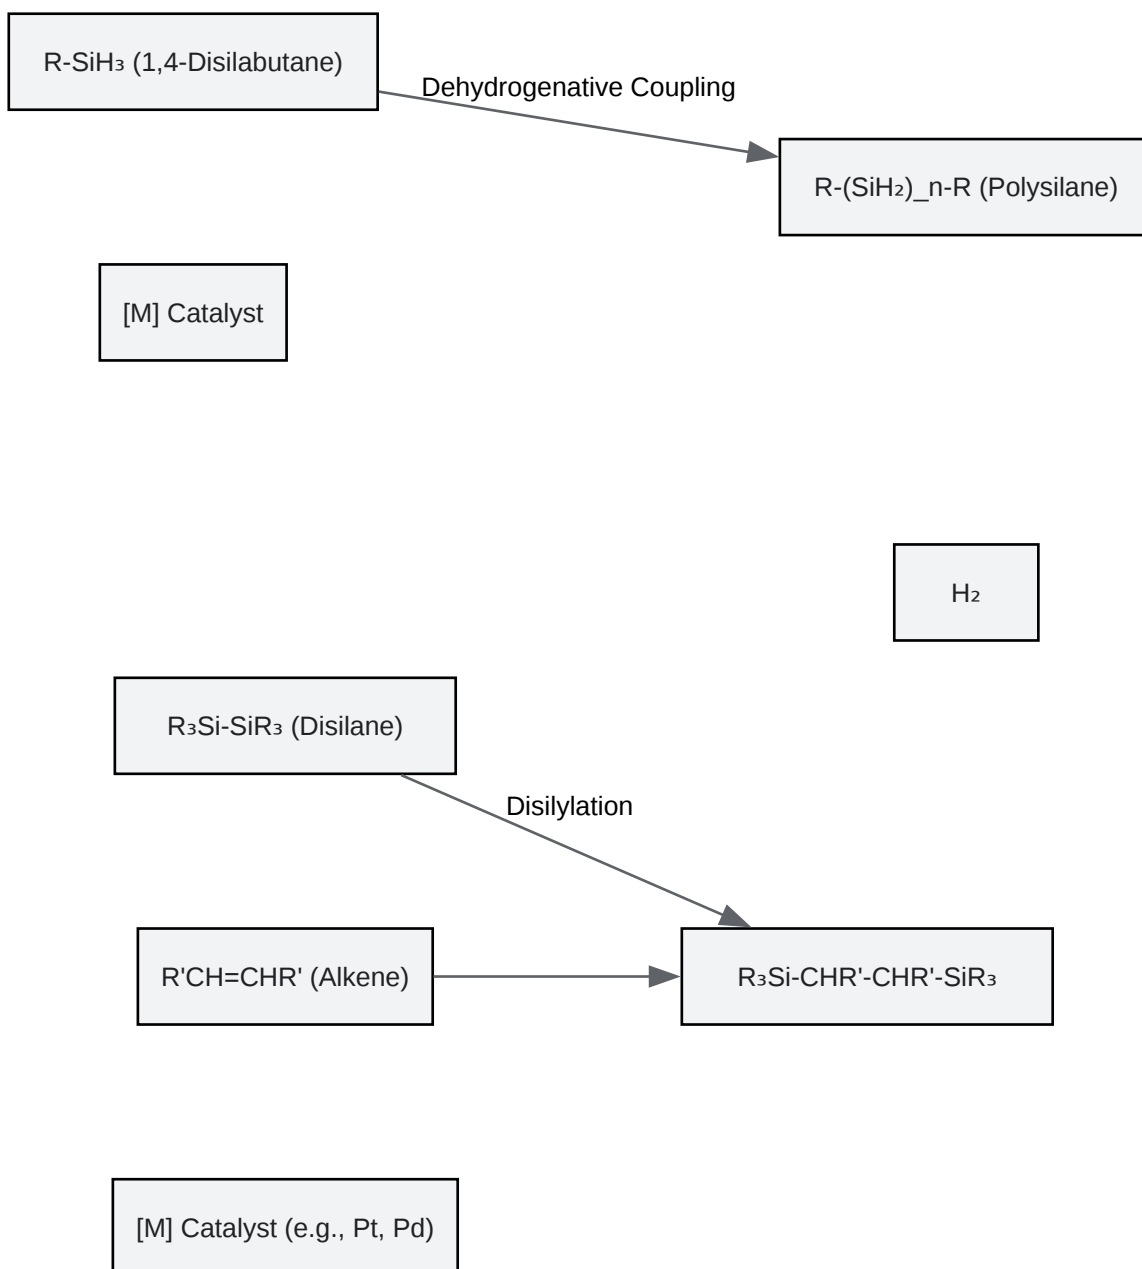 R-SiH₃ (1,4-Disilabutane)
Dehydrogenative Coupling
R-(SiH₂)_n-R (Polysilane)
[M] Catalyst
H₂
R₃Si-SiR₃ (Disilane)
Disilylation
R'CH=CHR' (Alkene)
R₃Si-CHR'-CHR'-SiR₃
[M] Catalyst (e.g., Pt, Pd)